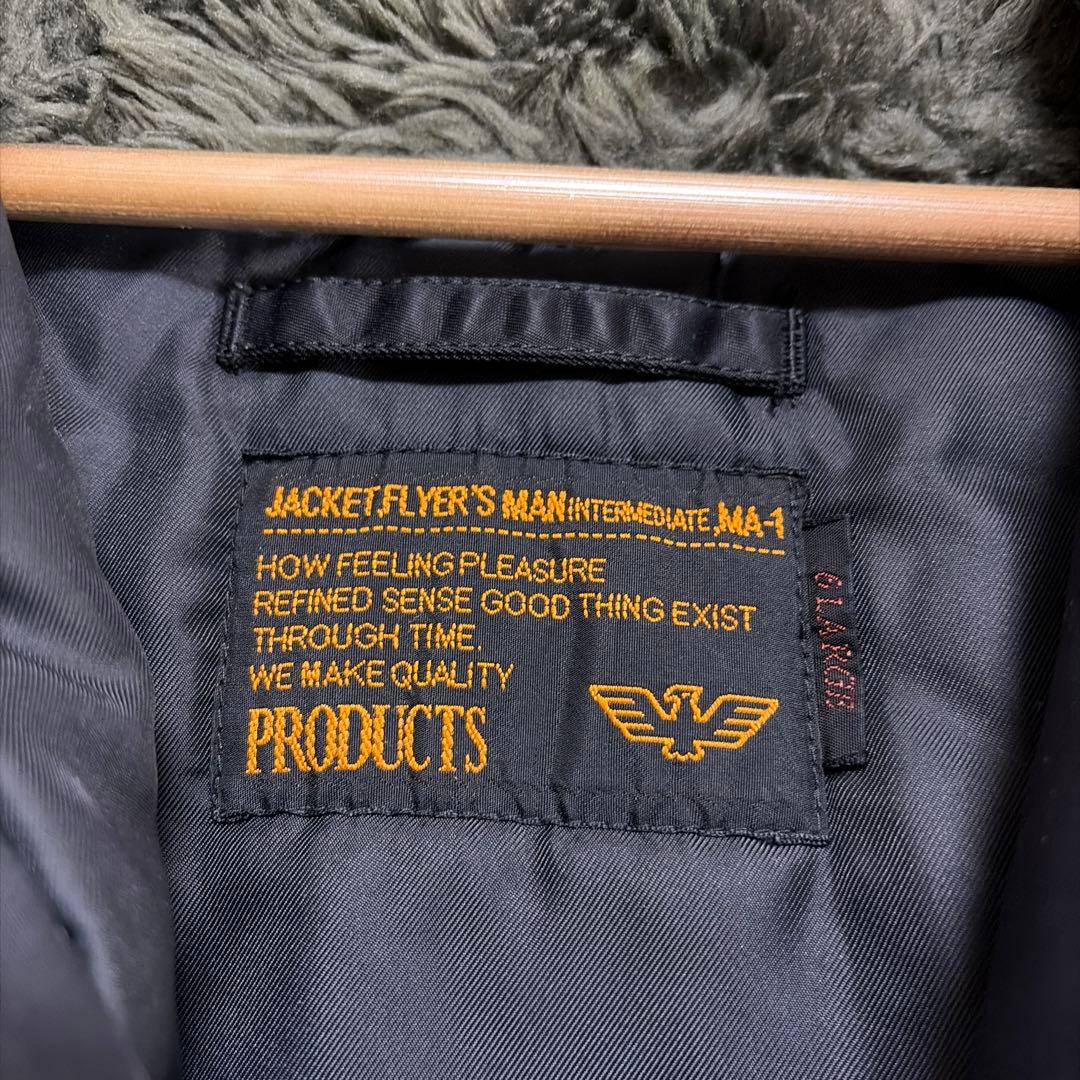 JACKET,FLYER'S MAN INTERMEDIATE,MA-1
HOW FEELING PLEASURE
REFINED SENSE GOOD THING EXIST
THROUGH TIME.
WE MAKE QUALITY
PRODUCTS
6LARGE